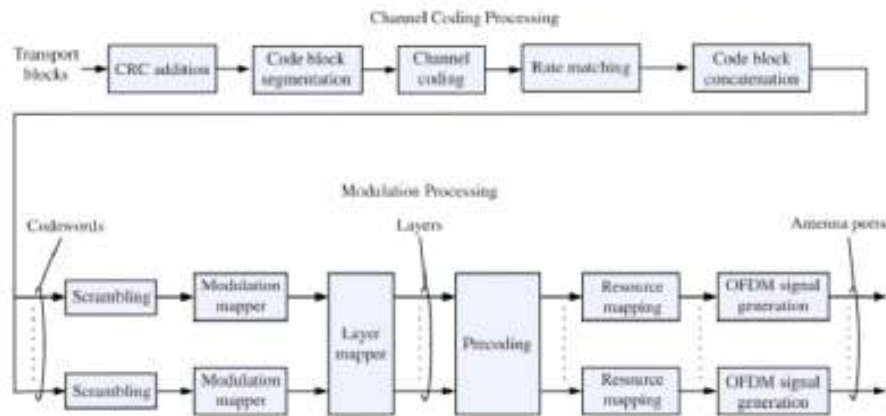 Channel Coding Processing
Transport
blocks
CRC addition
Code block
segmentation
Channel
coding
Rate matching
Code block
concatenation
Modulation Processing
Codewords
Layers
Antenna ports
Scrambling
Modulation
mapper
Layer
mapper
Precoding
Resource
mapping
OFDM signal
generation
Scrambling
Modulation
mapper
Resource
mapping
OFDM signal
generation